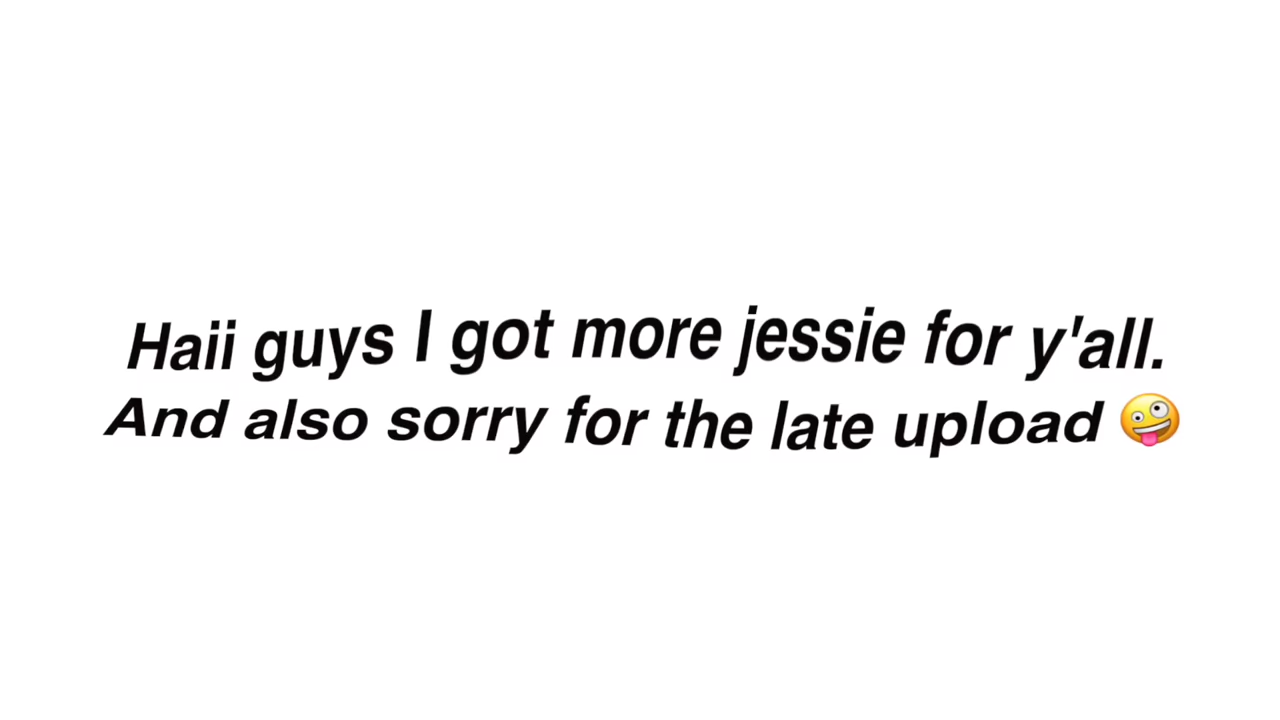 Haii guys I got more jessie for y'all.
And also sorry for the late upload 🤪